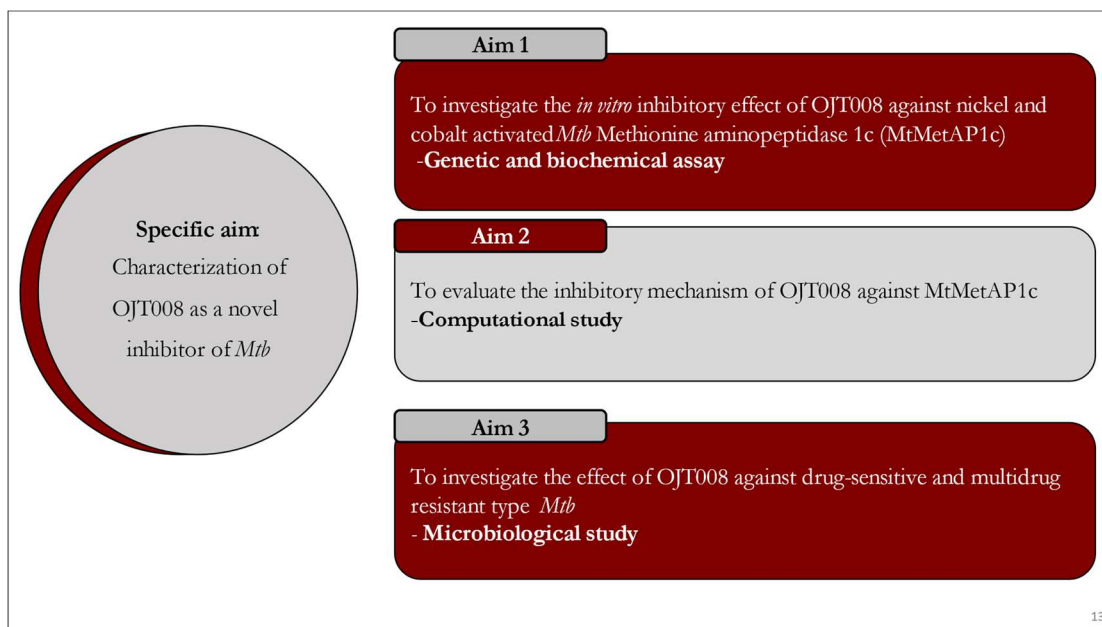 Specific aim:
Characterization of
OJT008 as a novel
inhibitor of Mtb
Aim 1
To investigate the in vitro inhibitory effect of OJT008 against nickel and
cobalt activated Mtb Methionine aminopeptidase 1c (MtMetAP1c)
-Genetic and biochemical assay
Aim 2
To evaluate the inhibitory mechanism of OJT008 against MtMetAP1c
-Computational study
Aim 3
To investigate the effect of OJT008 against drug-sensitive and multidrug
resistant type Mtb
- Microbiological study
13